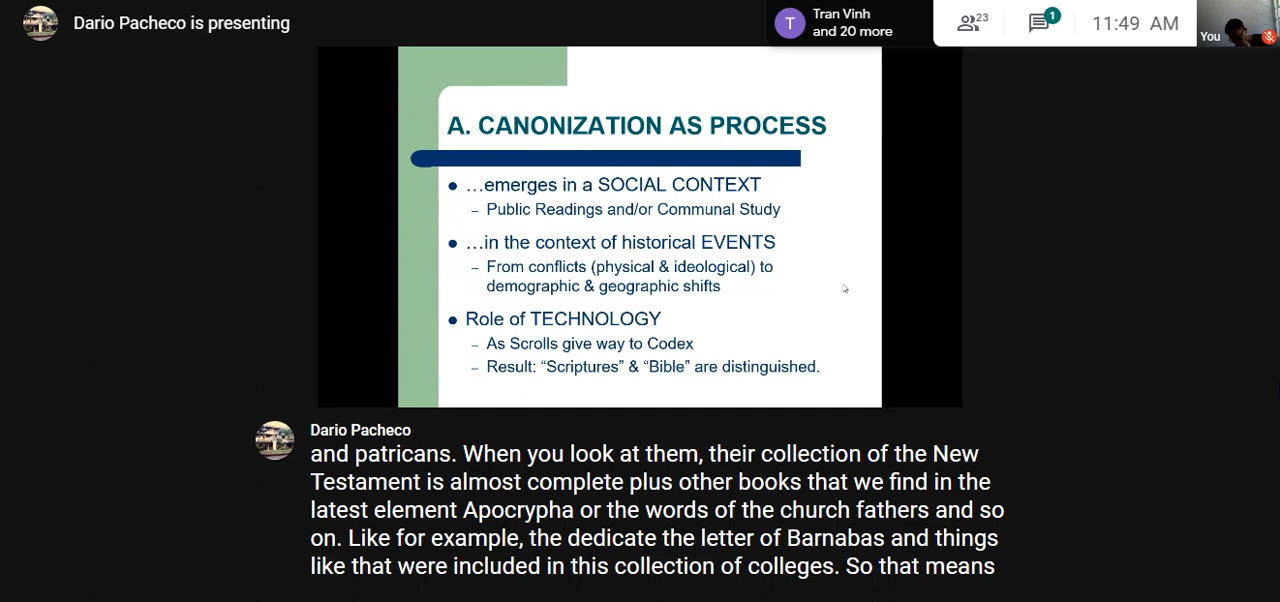 Dario Pacheco is presenting
T
Tran Vinh
and 20 more
23
1
11:49 AM
You
A. CANONIZATION AS PROCESS
● …emerges in a SOCIAL CONTEXT
– Public Readings and/or Communal Study
● …in the context of historical EVENTS
– From conflicts (physical & ideological) to
demographic & geographic shifts
● Role of TECHNOLOGY
– As Scrolls give way to Codex
– Result: “Scriptures” & “Bible” are distinguished.
Dario Pacheco
and patricans. When you look at them, their collection of the New
Testament is almost complete plus other books that we find in the
latest element Apocrypha or the words of the church fathers and so
on. Like for example, the dedicate the letter of Barnabas and things
like that were included in this collection of colleges. So that means